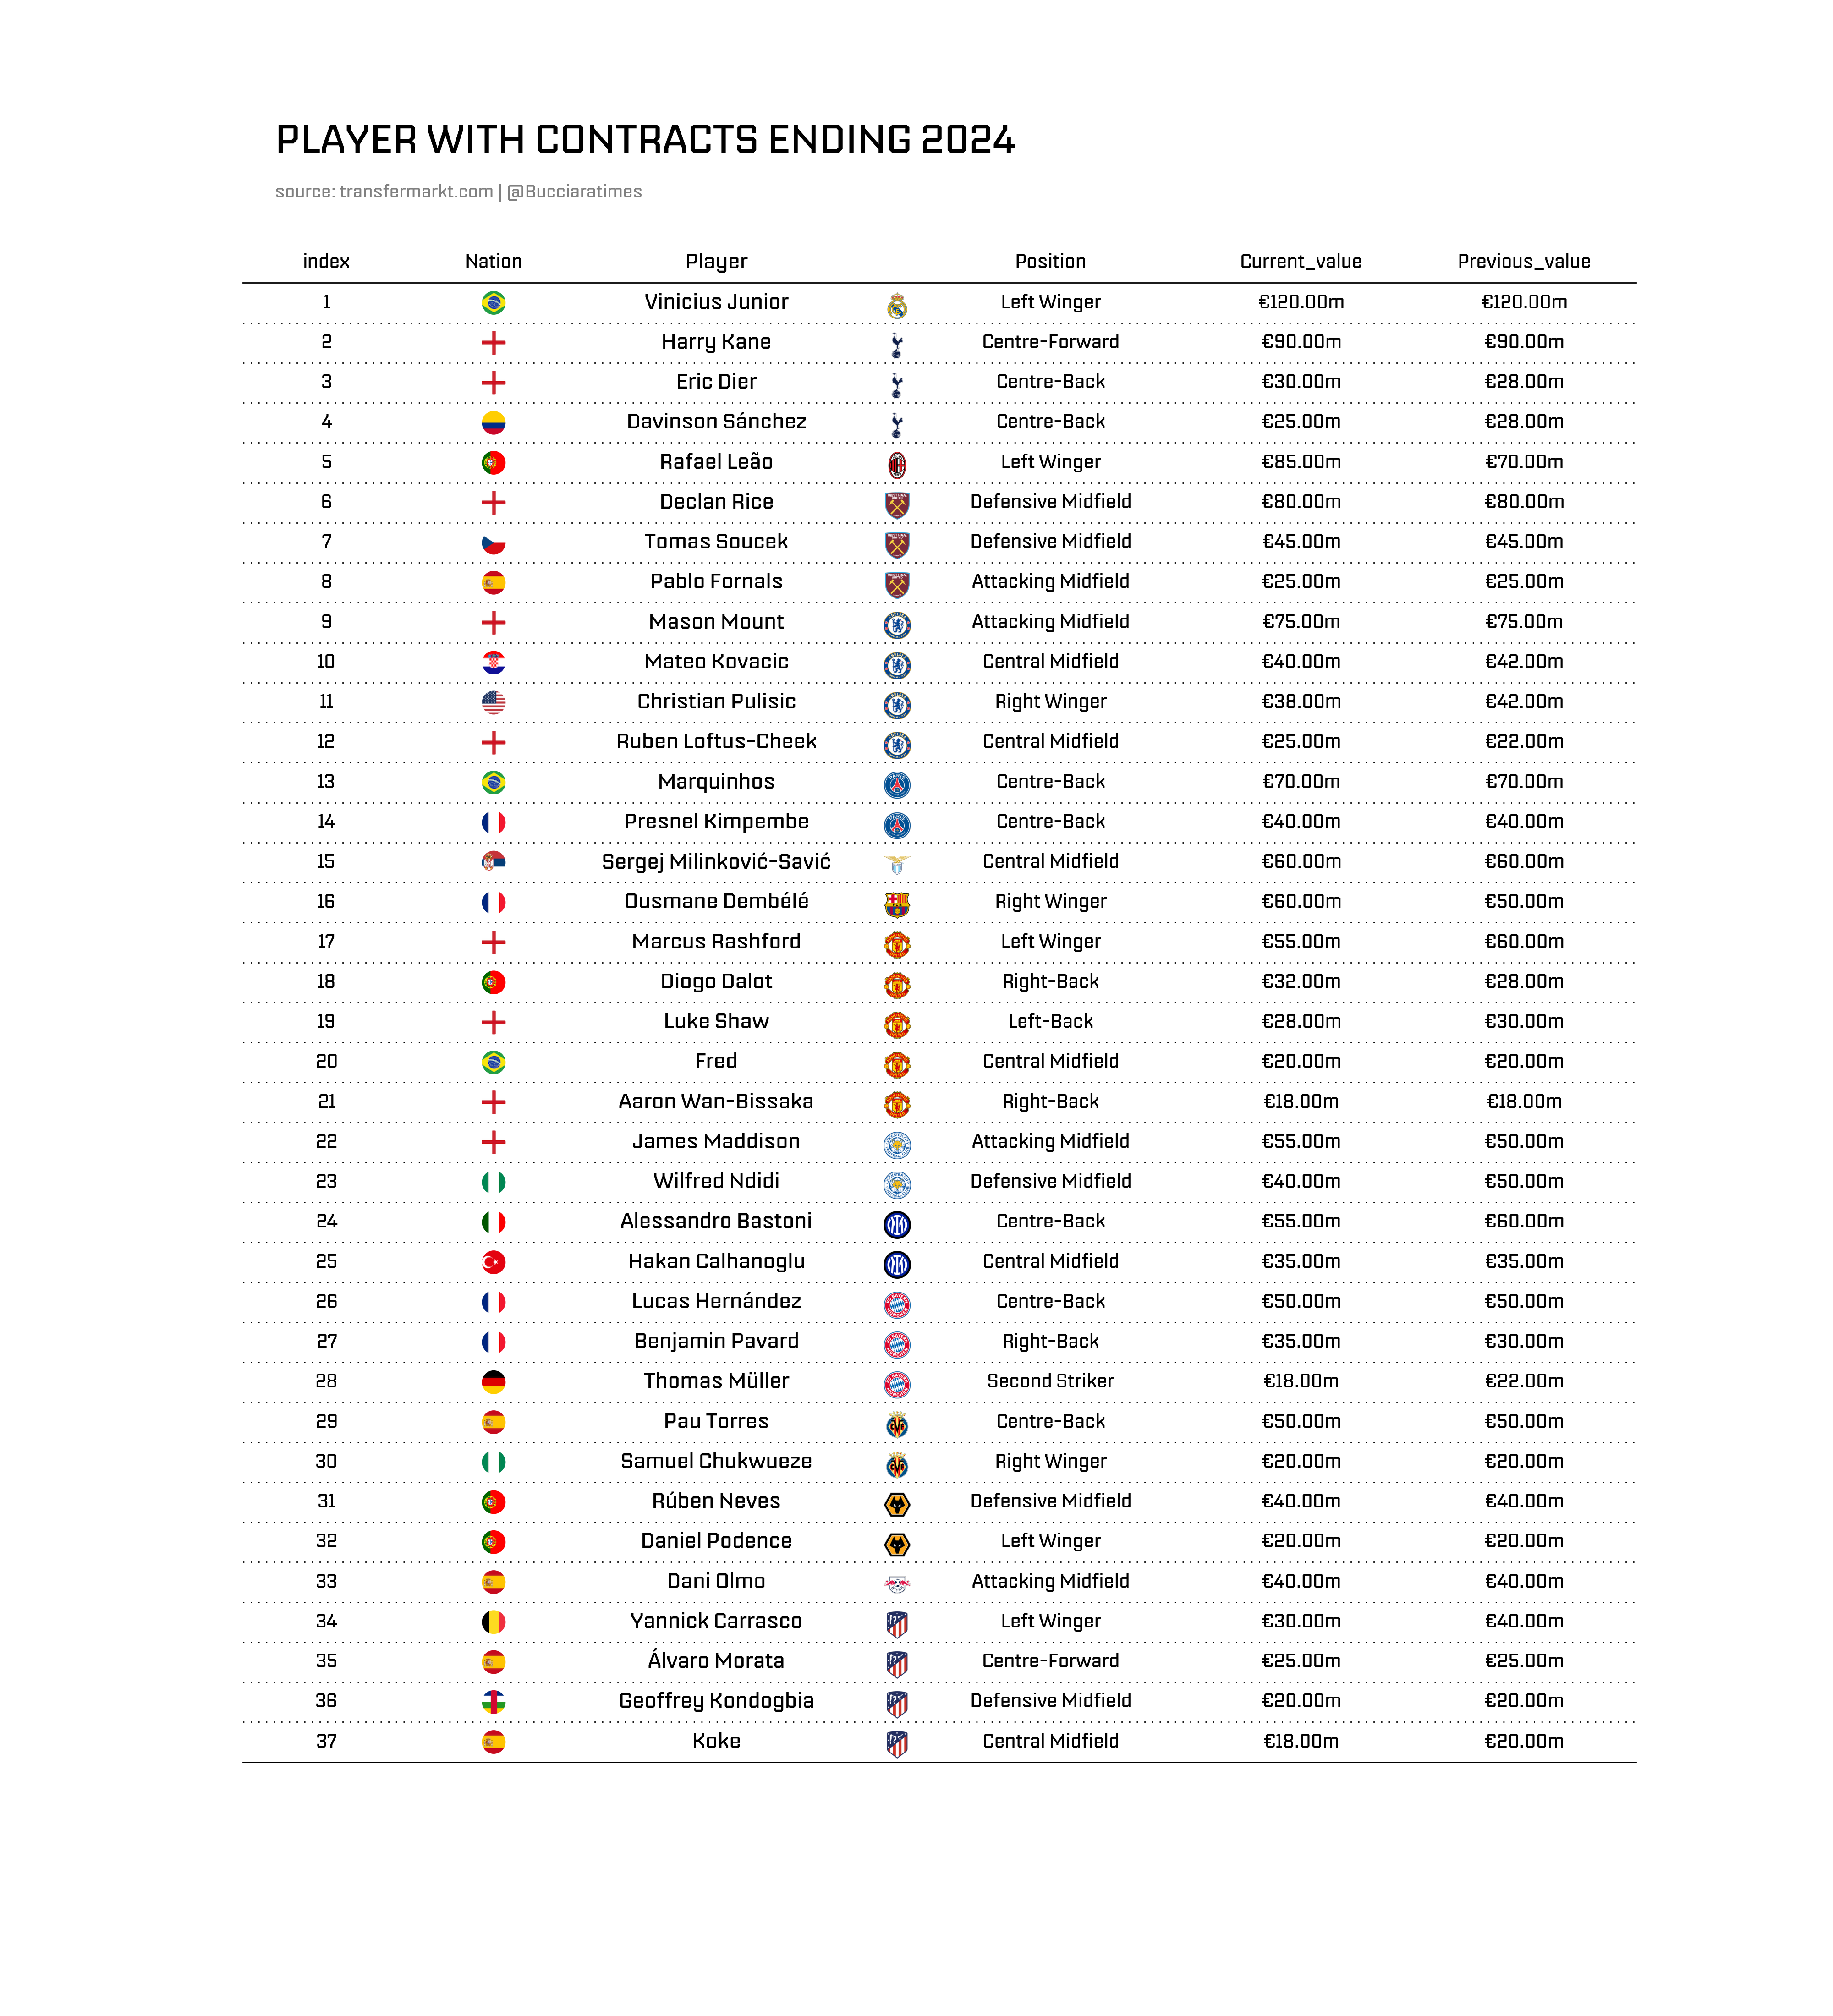 PLAYER WITH CONTRACTS ENDING 2024
source: transfermarkt.com | @Bucciaratimes
index Nation Player Position Current_value Previous_value
1 Vinicius Junior Left Winger €120.00m €120.00m
2 Harry Kane Centre-Forward €90.00m €90.00m
3 Eric Dier Centre-Back €30.00m €28.00m
4 Davinson Sánchez Centre-Back €25.00m €28.00m
5 Rafael Leão Left Winger €85.00m €70.00m
6 Declan Rice Defensive Midfield €80.00m €80.00m
7 Tomas Soucek Defensive Midfield €45.00m €45.00m
8 Pablo Fornals Attacking Midfield €25.00m €25.00m
9 Mason Mount Attacking Midfield €75.00m €75.00m
10 Mateo Kovacic Central Midfield €40.00m €42.00m
11 Christian Pulisic Right Winger €38.00m €42.00m
12 Ruben Loftus-Cheek Central Midfield €25.00m €22.00m
13 Marquinhos Centre-Back €70.00m €70.00m
14 Presnel Kimpembe Centre-Back €40.00m €40.00m
15 Sergej Milinković-Savić Central Midfield €60.00m €60.00m
16 Ousmane Dembélé Right Winger €60.00m €50.00m
17 Marcus Rashford Left Winger €55.00m €60.00m
18 Diogo Dalot Right-Back €32.00m €28.00m
19 Luke Shaw Left-Back €28.00m €30.00m
20 Fred Central Midfield €20.00m €20.00m
21 Aaron Wan-Bissaka Right-Back €18.00m €18.00m
22 James Maddison Attacking Midfield €55.00m €50.00m
23 Wilfred Ndidi Defensive Midfield €40.00m €50.00m
24 Alessandro Bastoni Centre-Back €55.00m €60.00m
25 Hakan Calhanoglu Central Midfield €35.00m €35.00m
26 Lucas Hernández Centre-Back €50.00m €50.00m
27 Benjamin Pavard Right-Back €35.00m €30.00m
28 Thomas Müller Second Striker €18.00m €22.00m
29 Pau Torres Centre-Back €50.00m €50.00m
30 Samuel Chukwueze Right Winger €20.00m €20.00m
31 Rúben Neves Defensive Midfield €40.00m €40.00m
32 Daniel Podence Left Winger €20.00m €20.00m
33 Dani Olmo Attacking Midfield €40.00m €40.00m
34 Yannick Carrasco Left Winger €30.00m €40.00m
35 Álvaro Morata Centre-Forward €25.00m €25.00m
36 Geoffrey Kondogbia Defensive Midfield €20.00m €20.00m
37 Koke Central Midfield €18.00m €20.00m